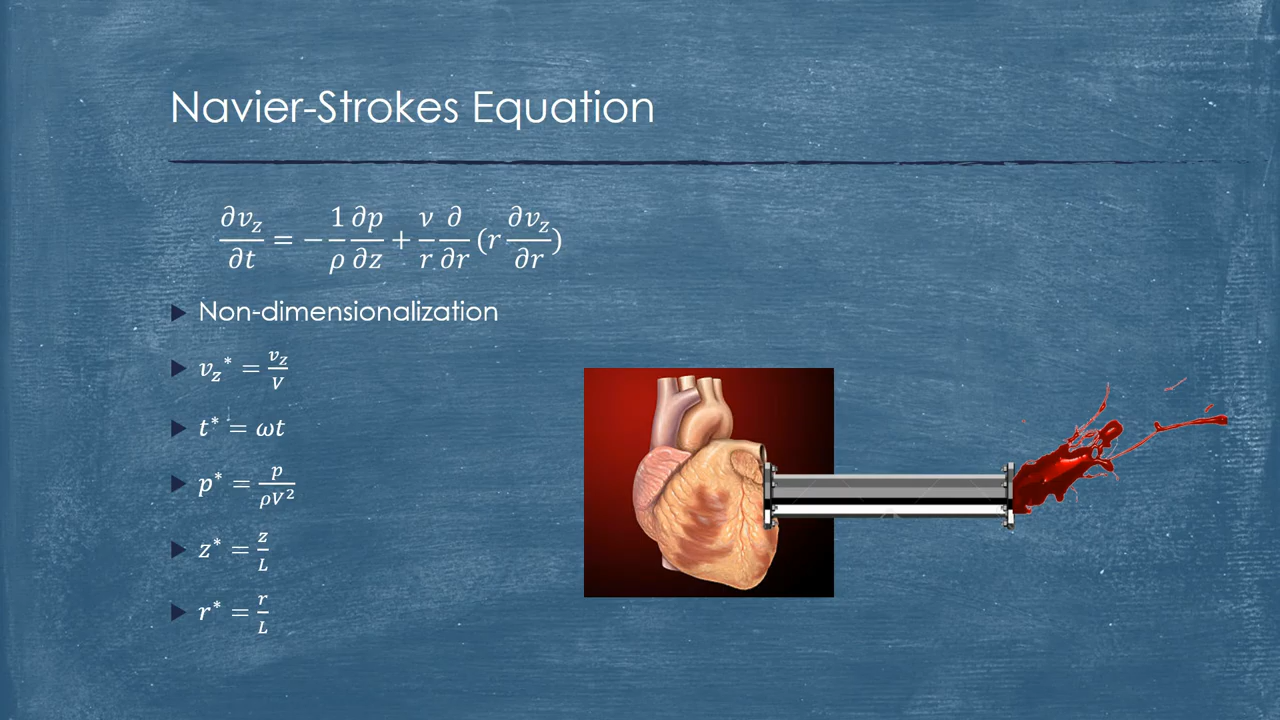 Navier-Strokes Equation
∂v_z/∂t = −(1/ρ)(∂p/∂z) + (ν/r)(∂/∂r)(r ∂v_z/∂r)
Non-dimensionalization
v_z* = v_z/V
t* = ωt
p* = p/ρV²
z* = z/L
r* = r/L